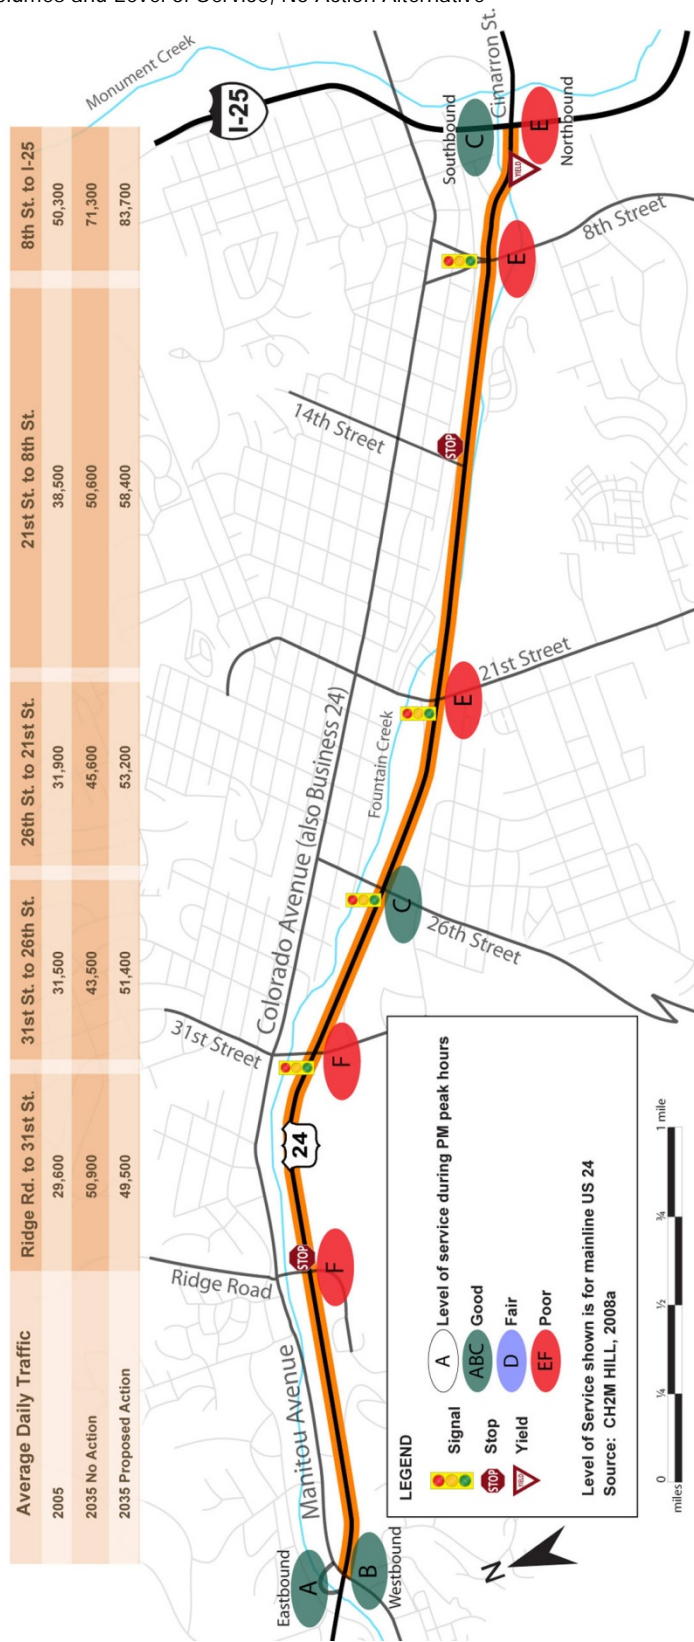 olumes and Level of Service, No Action Alternative
Average Daily Traffic Ridge Rd. to 31st St. 31st St. to 26th St. 26th St. to 21st St. 21st St. to 8th St. 8th St. to I-25
2005 29,600 31,500 31,900 38,500 50,300
2035 No Action 50,900 43,500 45,600 50,600 71,300
2035 Proposed Action 49,500 51,400 53,200 58,400 83,700
Monument Creek
I-25
Southbound
C
Cimarron St.
YIELD
E
Northbound
8th Street
E
14th Street
STOP
21st Street
E
Colorado Avenue (also Business 24)
Fountain Creek
26th Street
C
31st Street
F
24
Ridge Road
STOP
F
Manitou Avenue
Eastbound
A
B
Westbound
N
LEGEND
Signal
Stop
YIELD
Yield
A
Level of service during PM peak hours
ABC
Good
D
Fair
EF
Poor
STOP
Level of Service shown is for mainline US 24
Source: CH2M HILL, 2008a
0 ¼ ½ ¾ 1 mile
miles